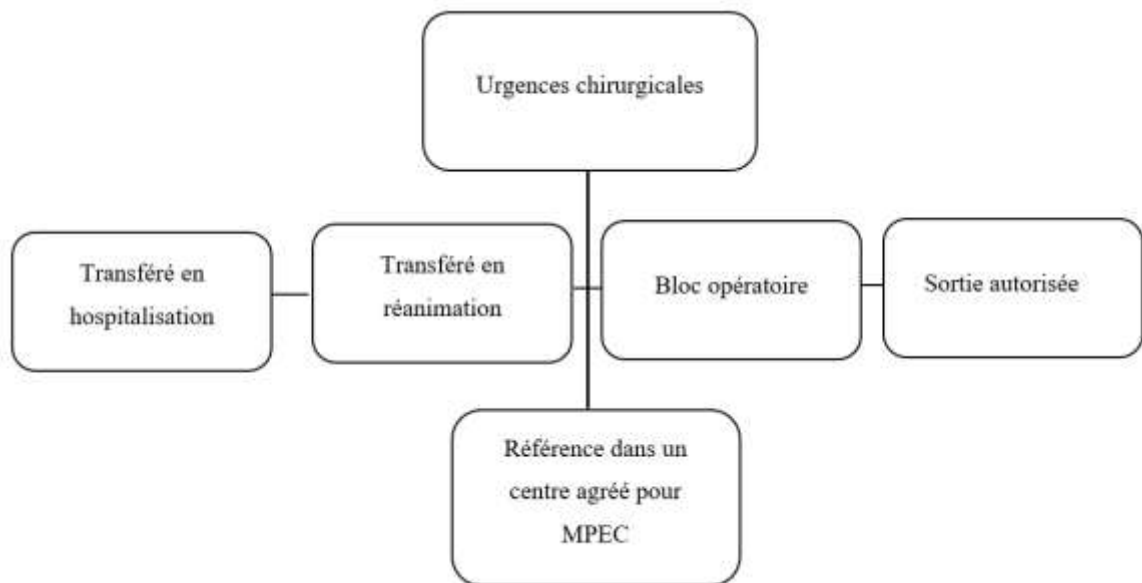 Urgences chirurgicales
Transféré en
hospitalisation
Transféré en
réanimation
Bloc opératoire
Sortie autorisée
Référence dans un
centre agréé pour
MPEC